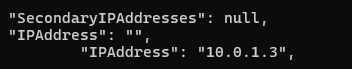 "SecondaryIPAddresses": null,
"IPAddress": "",
"IPAddress": "10.0.1.3",